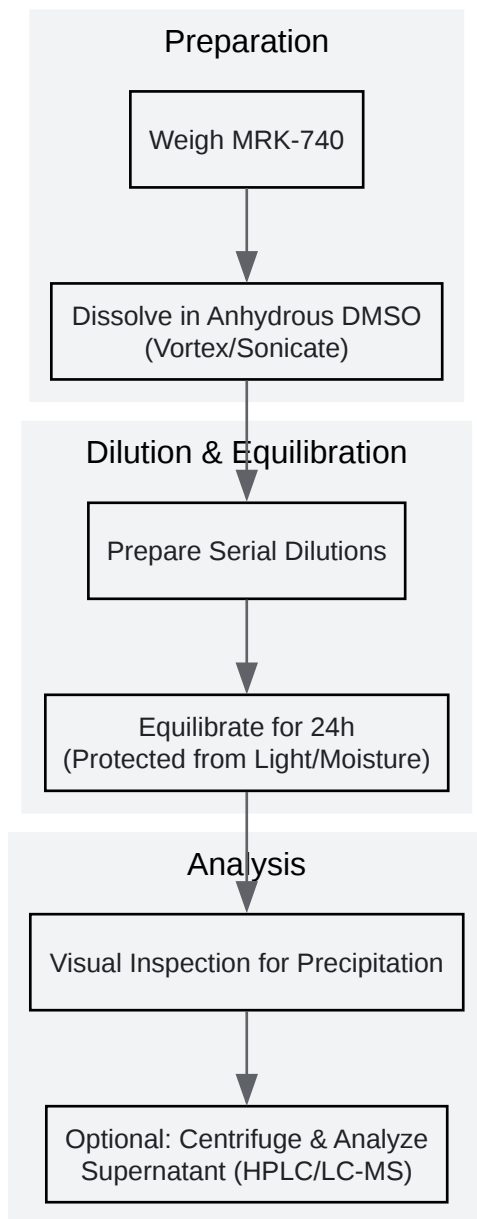 Preparation
Weigh MRK-740
Dissolve in Anhydrous DMSO
(Vortex/Sonicate)
Dilution & Equilibration
Prepare Serial Dilutions
Equilibrate for 24h
(Protected from Light/Moisture)
Analysis
Visual Inspection for Precipitation
Optional: Centrifuge & Analyze
Supernatant (HPLC/LC-MS)